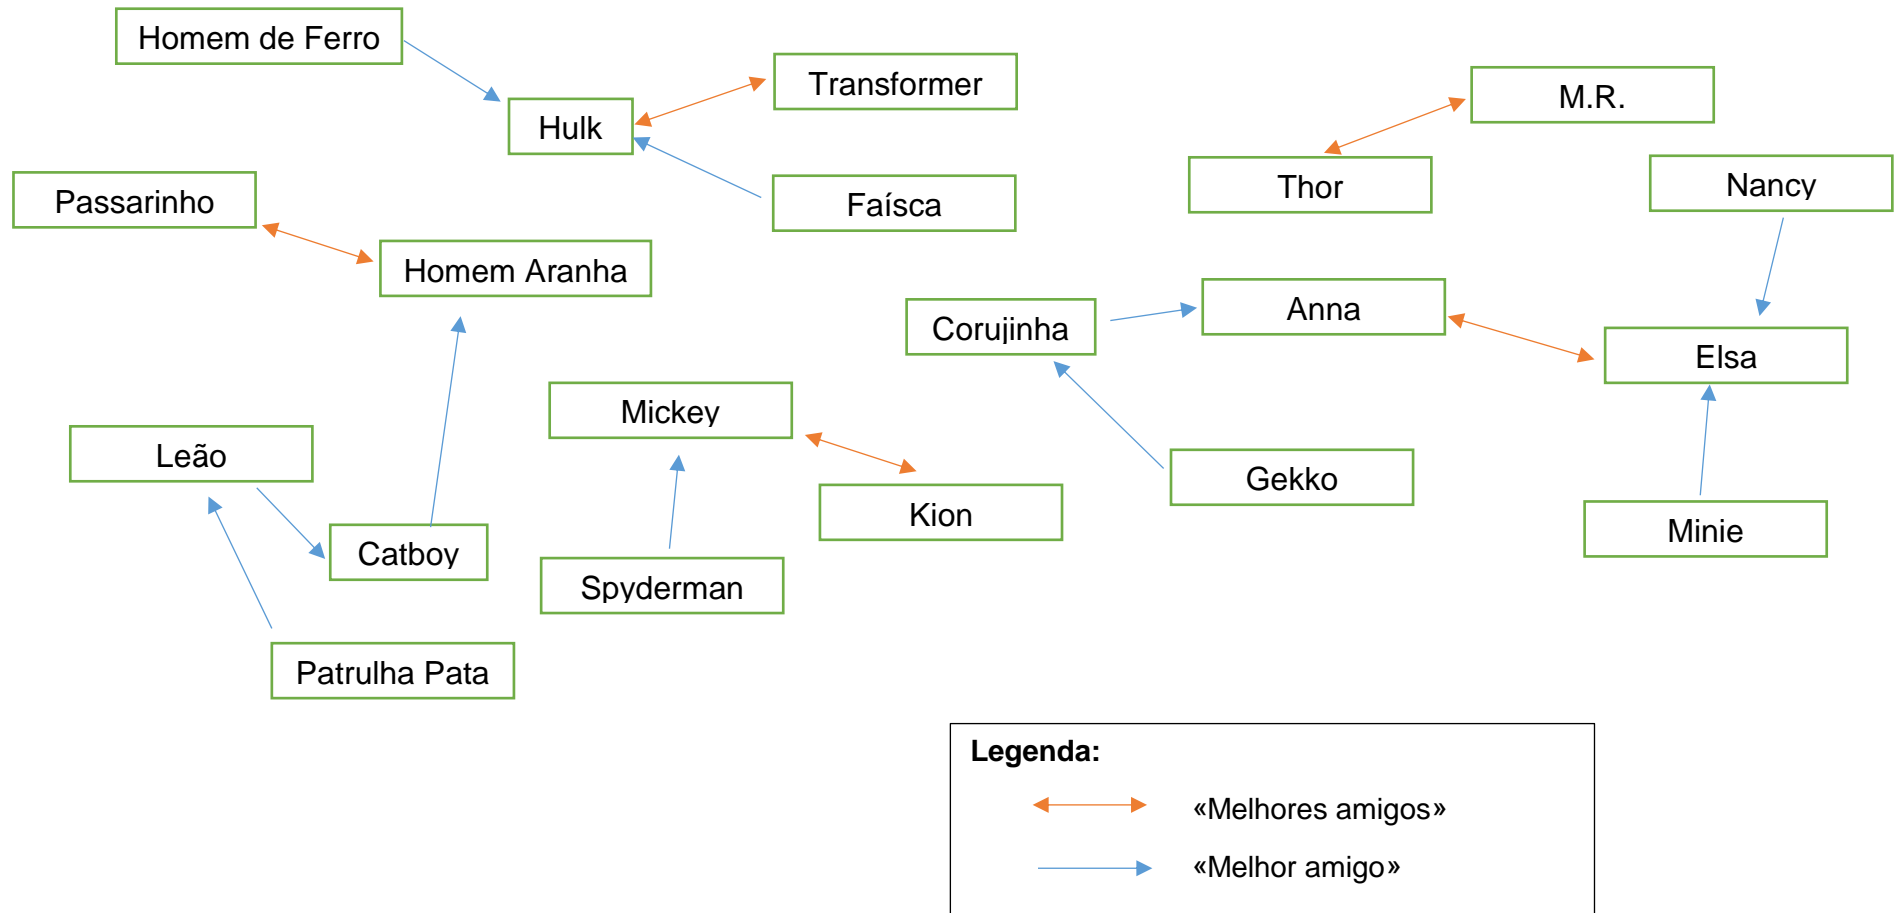 Homem de Ferro
Transformer
M.R.
Hulk
Nancy
Thor
Passarinho
Faísca
Homem Aranha
Anna
Corujinha
Elsa
Mickey
Leão
Gekko
Kion
Minie
Catboy
Spyderman
Patrulha Pata
Legenda:
«Melhores amigos»
«Melhor amigo»